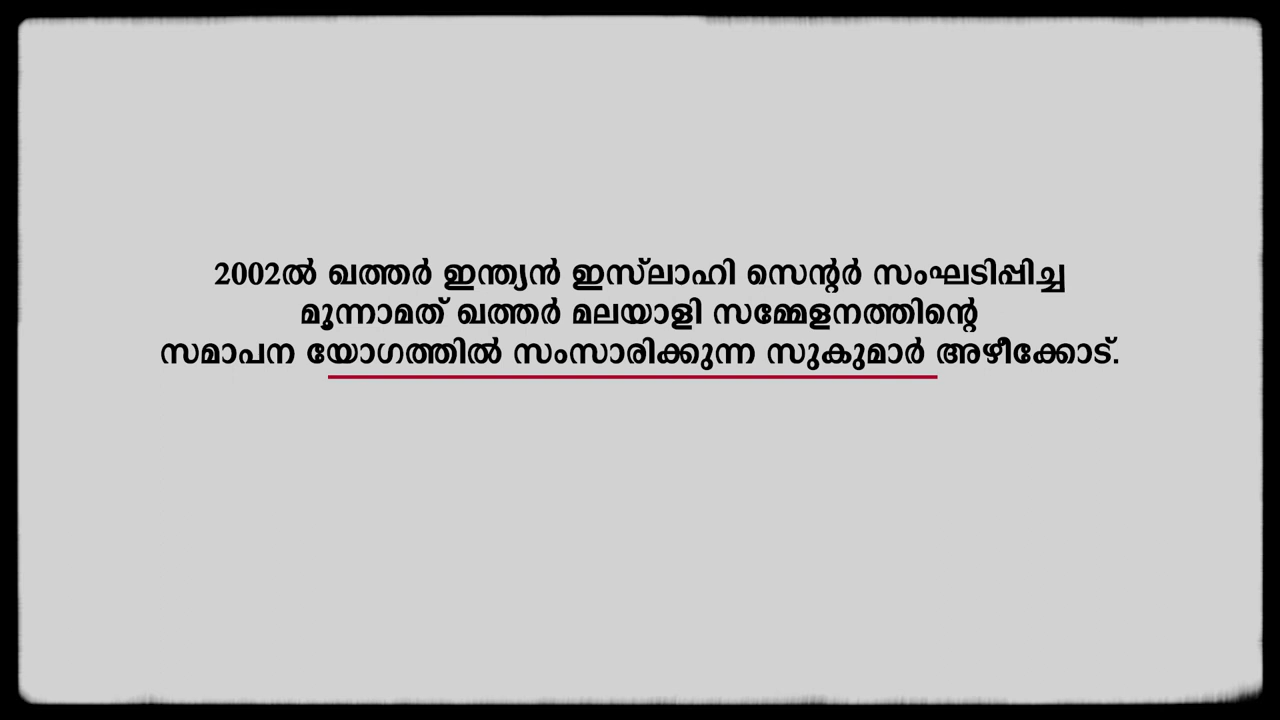 2002ൽ ഖത്തർ ഇന്ത്യൻ ഇസ്‌ലാഹി സെന്റർ സംഘടിപ്പിച്ച
മൂന്നാമത് ഖത്തർ മലയാളി സമ്മേളനത്തിന്റെ
സമാപന യോഗത്തിൽ സംസാരിക്കുന്ന സുകുമാർ അഴീക്കോട്.